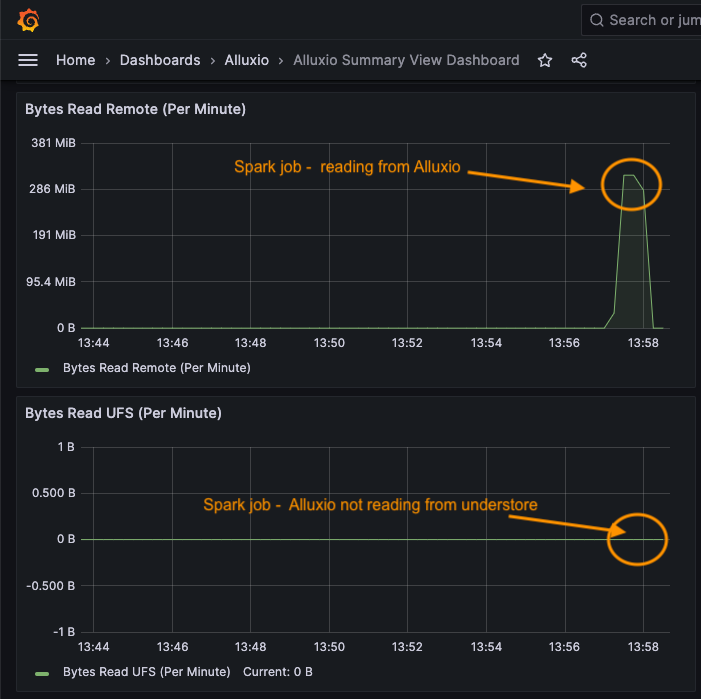 Search or jum
Home › Dashboards › Alluxio › Alluxio Summary View Dashboard
Bytes Read Remote (Per Minute)
381 MiB
Spark job - reading from Alluxio
286 MiB
191 MiB
95.4 MiB
0 B
13:44 13:46 13:48 13:50 13:52 13:54 13:56 13:58
Bytes Read Remote (Per Minute)
Bytes Read UFS (Per Minute)
1 B
0.500 B
Spark job - Alluxio not reading from understore
0 B
-0.500 B
-1 B
13:44 13:46 13:48 13:50 13:52 13:54 13:56 13:58
Bytes Read UFS (Per Minute) Current: 0 B